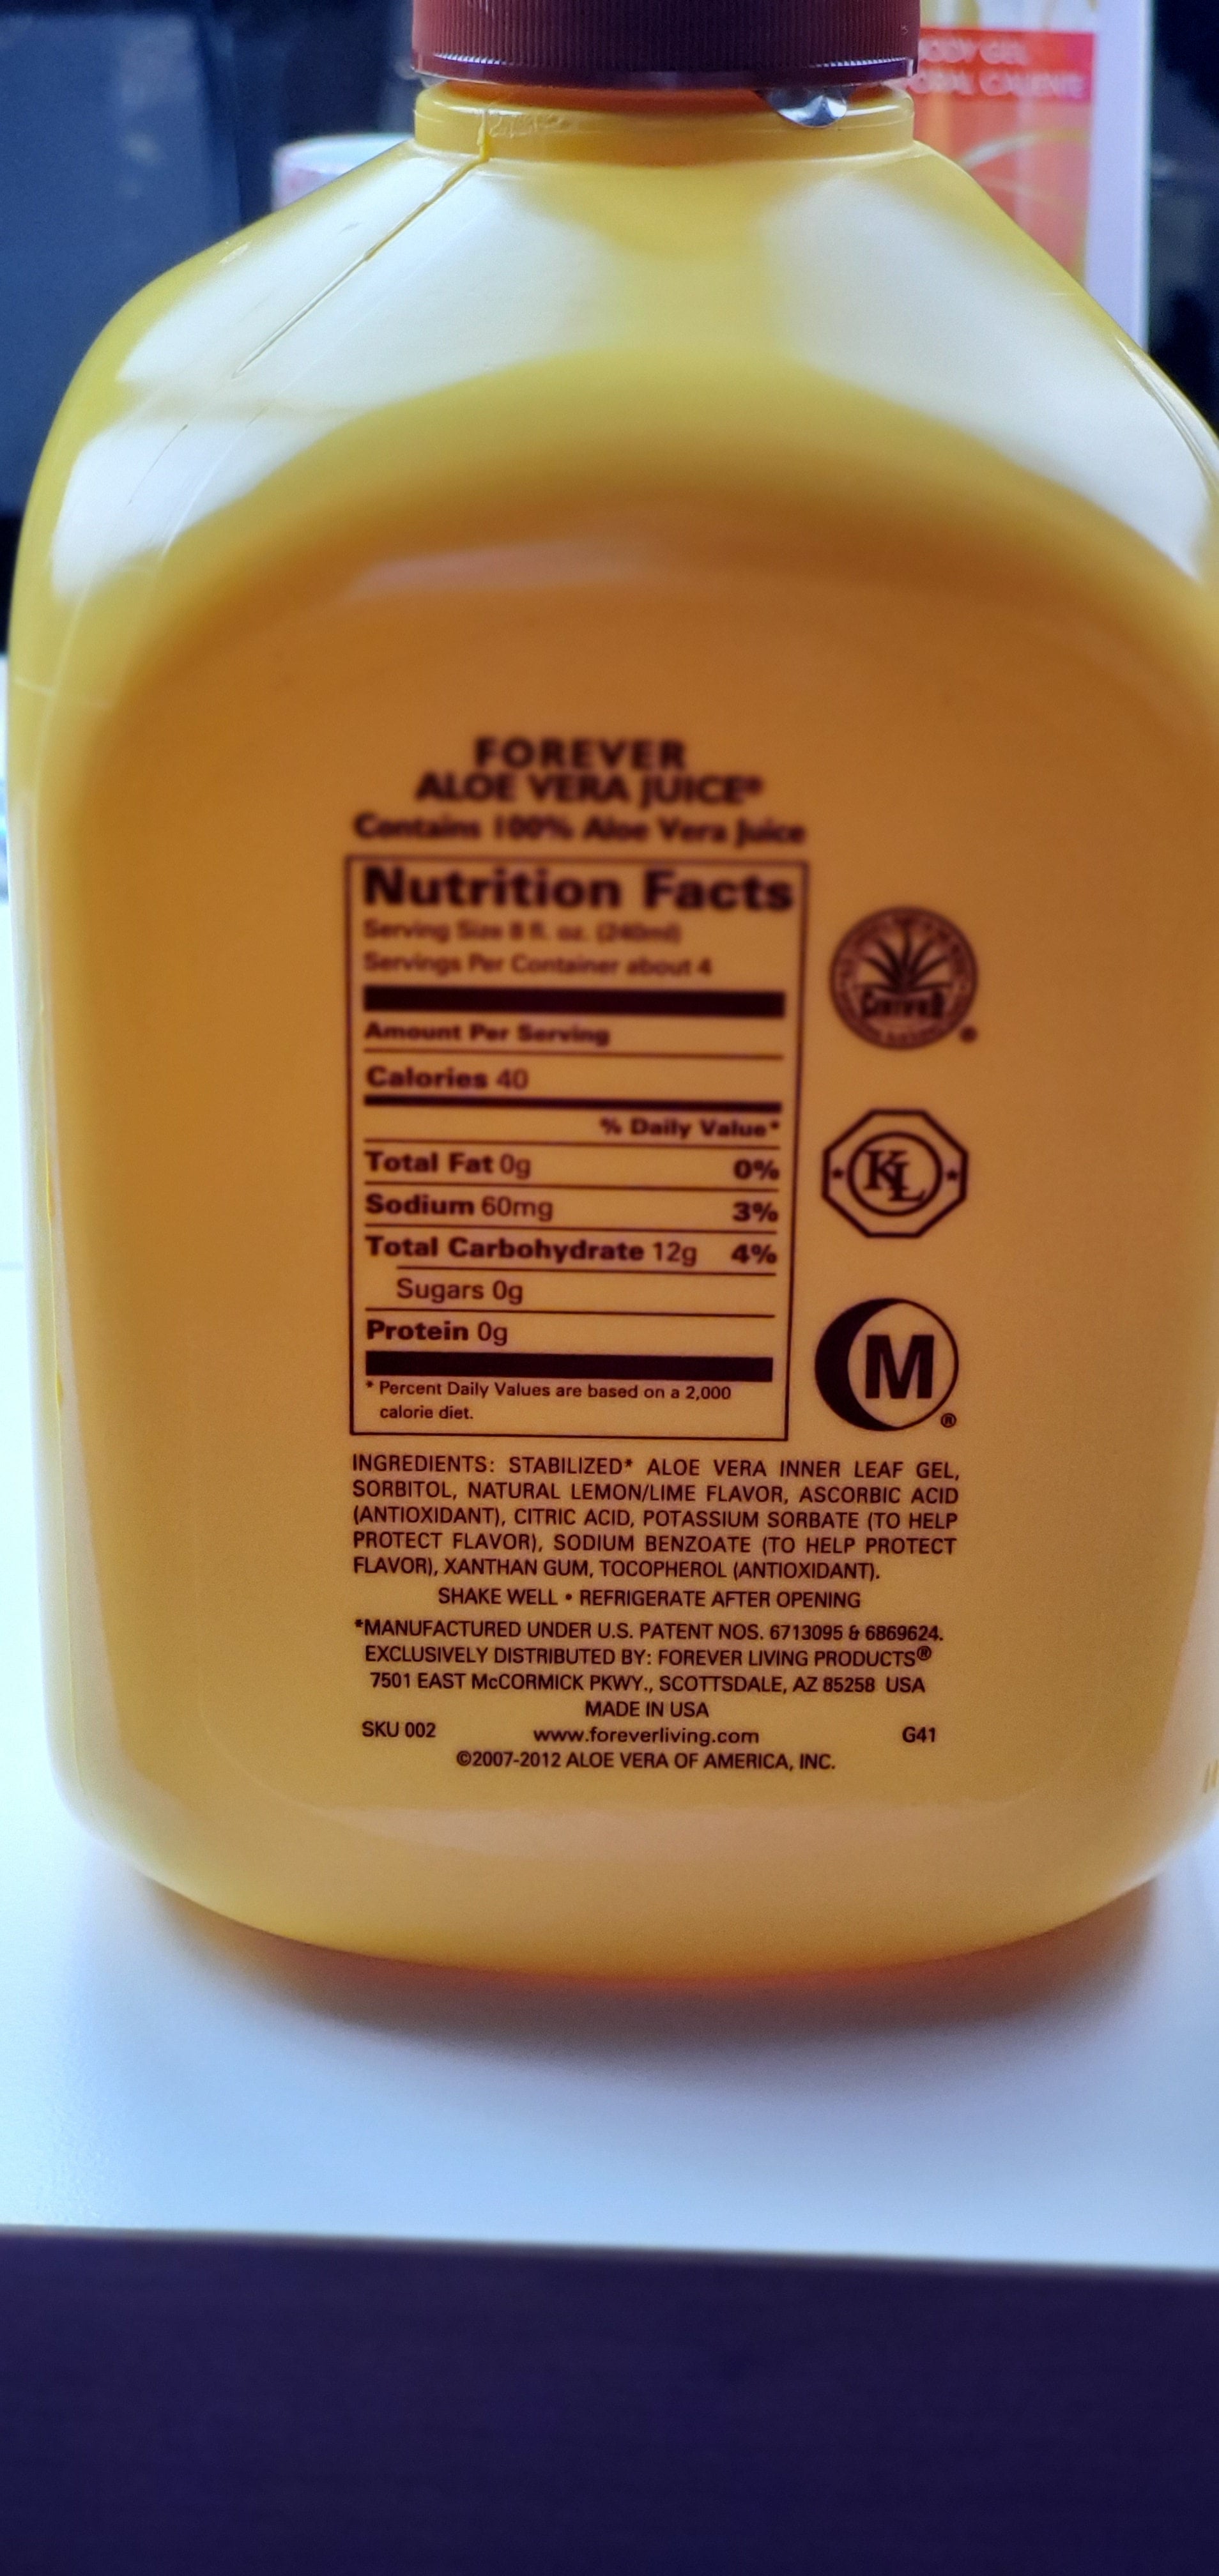 BODY GEL
FOREVER
ALOE VERA JUICE®
Contains 100% Aloe Vera Juice
Nutrition Facts
Serving Size 8 fl. oz. (240ml)
Servings Per Container about 4
Amount Per Serving
Calories 40
% Daily Value*
Total Fat 0g 0%
Sodium 60mg 3%
Total Carbohydrate 12g 4%
Sugars 0g
Protein 0g
* Percent Daily Values are based on a 2,000
calorie diet.
CERTIFIED
®
KL
M
®
INGREDIENTS: STABILIZED* ALOE VERA INNER LEAF GEL,
SORBITOL, NATURAL LEMON/LIME FLAVOR, ASCORBIC ACID
(ANTIOXIDANT), CITRIC ACID, POTASSIUM SORBATE (TO HELP
PROTECT FLAVOR), SODIUM BENZOATE (TO HELP PROTECT
FLAVOR), XANTHAN GUM, TOCOPHEROL (ANTIOXIDANT).
SHAKE WELL • REFRIGERATE AFTER OPENING
*MANUFACTURED UNDER U.S. PATENT NOS. 6713095 & 6869624.
EXCLUSIVELY DISTRIBUTED BY: FOREVER LIVING PRODUCTS®
7501 EAST McCORMICK PKWY., SCOTTSDALE, AZ 85258 USA
MADE IN USA
SKU 002 www.foreverliving.com G41
©2007-2012 ALOE VERA OF AMERICA, INC.